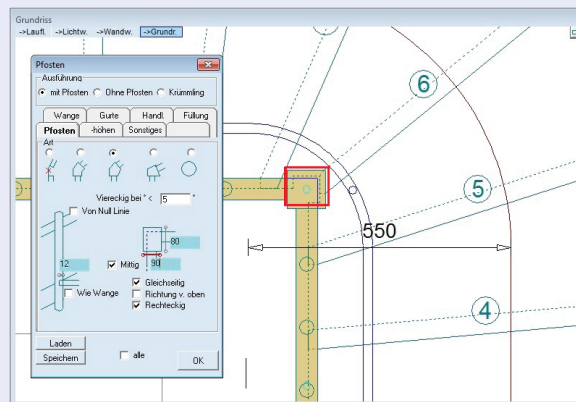 Grundriss
->Laufl. ->Lichtw. ->Wandw. ->Grundr.
Pfosten
Ausführung
mit Pfosten Ohne Pfosten Krümmling
Wange Gurte Handl. Füllung
Pfosten -höhen Sonstiges
Art
Viereckig bei ° < 5 °
Von Null Linie
80
12 Mittig 90
Gleichseitig
Wie Wange Richtung v. oben
Rechteckig
Laden
Speichern alle OK
6
5
550
4